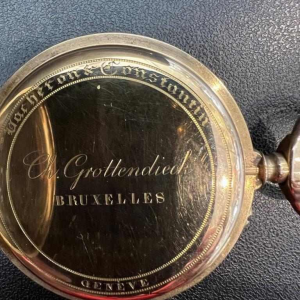 Vacheron & Constantin
Ch. Grottendieck
BRUXELLES
GENÈVE